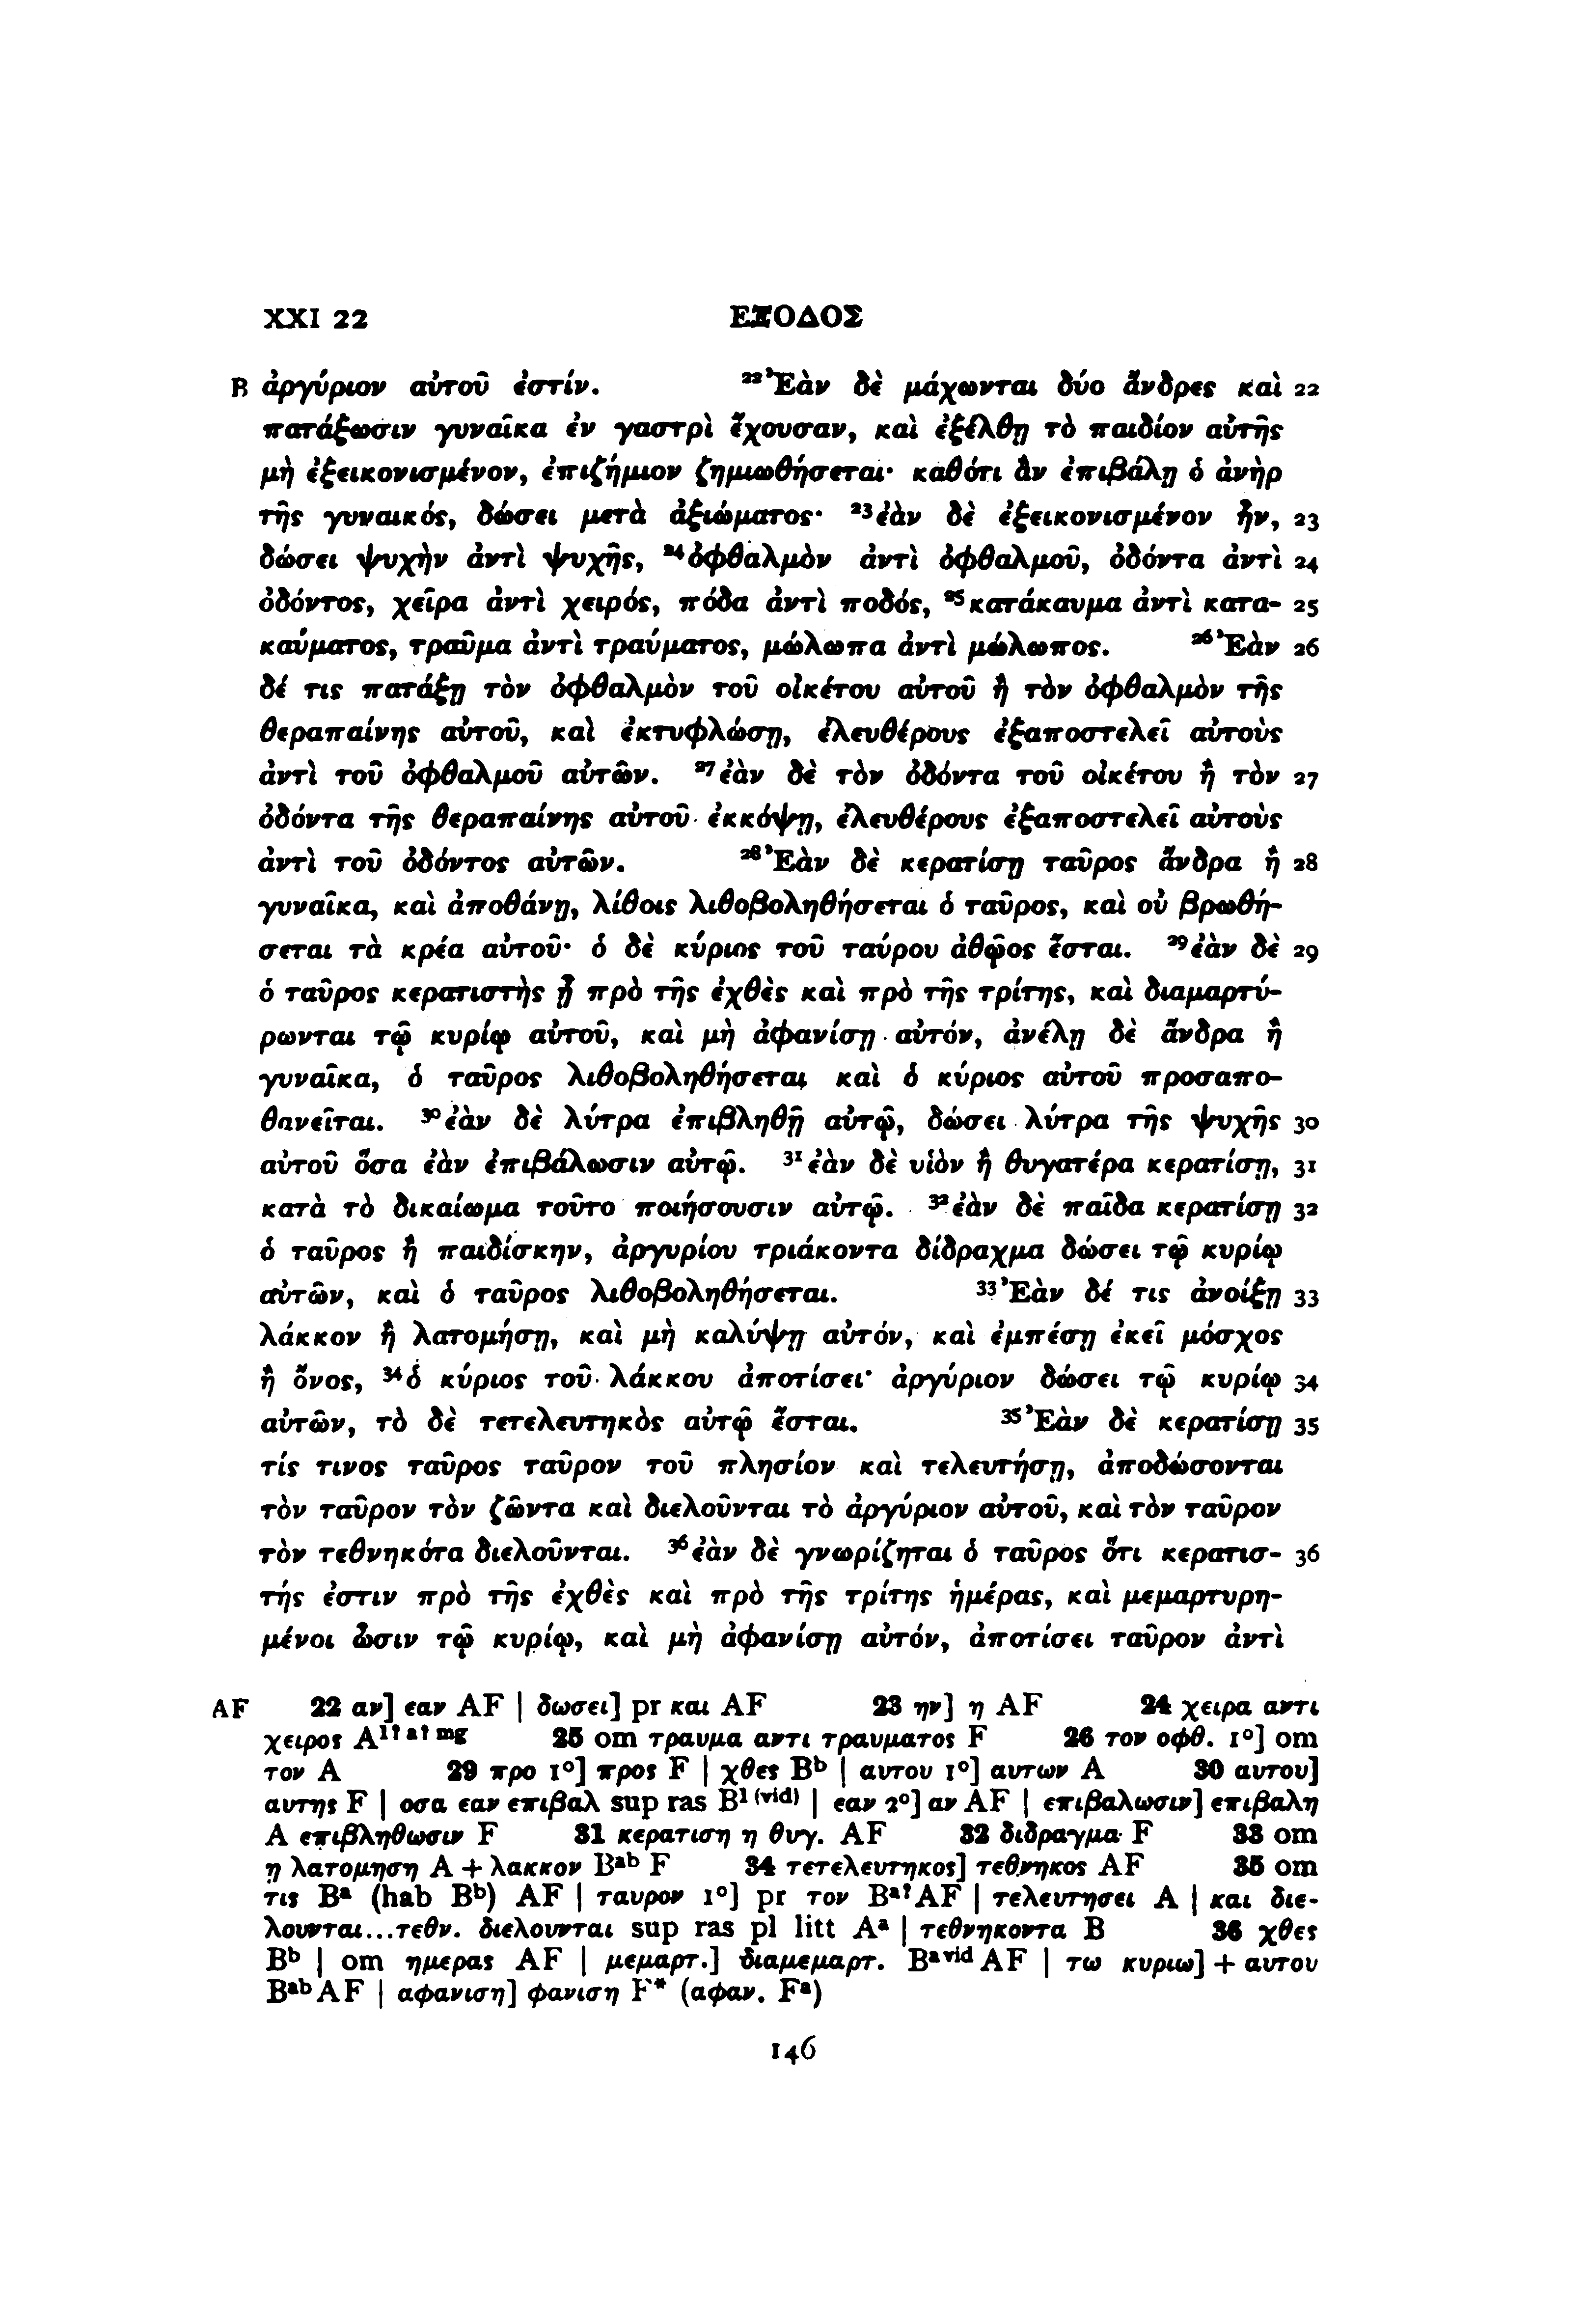 XXI 22 ΕΞΟΔΟΣ
B ἀργύριον αὐτοῦ ἐστίν. ²²Ἐὰν δὲ μάχωνται δύο ἄνδρες καὶ 22
πατάξωσιν γυναῖκα ἐν γαστρὶ ἔχουσαν, καὶ ἐξέλθῃ τὸ παιδίον αὐτῆς
μὴ ἐξεικονισμένον, ἐπιζήμιον ζημιωθήσεται· καθότι ἂν ἐπιβάλῃ ὁ ἀνὴρ
τῆς γυναικός, δώσει μετὰ ἀξιώματος· ²³ἐὰν δὲ ἐξεικονισμένον ἦν, 23
δώσει ψυχὴν ἀντὶ ψυχῆς, ²⁴ὀφθαλμὸν ἀντὶ ὀφθαλμοῦ, ὀδόντα ἀντὶ 24
ὀδόντος, χεῖρα ἀντὶ χειρός, πόδα ἀντὶ ποδός, ²⁵κατάκαυμα ἀντὶ κατα- 25
καύματος, τραῦμα ἀντὶ τραύματος, μώλωπα ἀντὶ μώλωπος. ²⁶Ἐὰν 26
δέ τις πατάξῃ τὸν ὀφθαλμὸν τοῦ οἰκέτου αὐτοῦ ἢ τὸν ὀφθαλμὸν τῆς
θεραπαίνης αὐτοῦ, καὶ ἐκτυφλώσῃ, ἐλευθέρους ἐξαποστελεῖ αὐτοὺς
ἀντὶ τοῦ ὀφθαλμοῦ αὐτῶν. ²⁷ἐὰν δὲ τὸν ὀδόντα τοῦ οἰκέτου ἢ τὸν 27
ὀδόντα τῆς θεραπαίνης αὐτοῦ ἐκκόψῃ, ἐλευθέρους ἐξαποστελεῖ αὐτοὺς
ἀντὶ τοῦ ὀδόντος αὐτῶν. ²⁸Ἐὰν δὲ κερατίσῃ ταῦρος ἄνδρα ἢ 28
γυναῖκα, καὶ ἀποθάνῃ, λίθοις λιθοβοληθήσεται ὁ ταῦρος, καὶ οὐ βρωθή-
σεται τὰ κρέα αὐτοῦ· ὁ δὲ κύριος τοῦ ταύρου ἀθῷος ἔσται. ²⁹ἐὰν δὲ 29
ὁ ταῦρος κερατιστὴς ᾖ πρὸ τῆς ἐχθὲς καὶ πρὸ τῆς τρίτης, καὶ διαμαρτύ-
ρωνται τῷ κυρίῳ αὐτοῦ, καὶ μὴ ἀφανίσῃ αὐτόν, ἀνέλῃ δὲ ἄνδρα ἢ
γυναῖκα, ὁ ταῦρος λιθοβοληθήσεται καὶ ὁ κύριος αὐτοῦ προσαπο-
θανεῖται. ³⁰ἐὰν δὲ λύτρα ἐπιβληθῇ αὐτῷ, δώσει λύτρα τῆς ψυχῆς 30
αὐτοῦ ὅσα ἐὰν ἐπιβάλωσιν αὐτῷ. ³¹ἐὰν δὲ υἱὸν ἢ θυγατέρα κερατίσῃ, 31
κατὰ τὸ δικαίωμα τοῦτο ποιήσουσιν αὐτῷ. ³²ἐὰν δὲ παῖδα κερατίσῃ 32
ὁ ταῦρος ἢ παιδίσκην, ἀργυρίου τριάκοντα δίδραχμα δώσει τῷ κυρίῳ
αὐτῶν, καὶ ὁ ταῦρος λιθοβοληθήσεται. ³³Ἐὰν δέ τις ἀνοίξῃ 33
λάκκον ἢ λατομήσῃ, καὶ μὴ καλύψῃ αὐτόν, καὶ ἐμπέσῃ ἐκεῖ μόσχος
ἢ ὄνος, ³⁴ὁ κύριος τοῦ λάκκου ἀποτίσει· ἀργύριον δώσει τῷ κυρίῳ 34
αὐτῶν, τὸ δὲ τετελευτηκὸς αὐτῷ ἔσται. ³⁵Ἐὰν δὲ κερατίσῃ 35
τίς τινος ταῦρος ταῦρον τοῦ πλησίον καὶ τελευτήσῃ, ἀποδώσονται
τὸν ταῦρον τὸν ζῶντα καὶ διελοῦνται τὸ ἀργύριον αὐτοῦ, καὶ τὸν ταῦρον
τὸν τεθνηκότα διελοῦνται. ³⁶ἐὰν δὲ γνωρίζηται ὁ ταῦρος ὅτι κερατισ- 36
τής ἐστιν πρὸ τῆς ἐχθὲς καὶ πρὸ τῆς τρίτης ἡμέρας, καὶ μεμαρτυρη-
μένοι ὦσιν τῷ κυρίῳ, καὶ μὴ ἀφανίσῃ αὐτόν, ἀποτίσει ταῦρον ἀντὶ
AF 22 αν] εαν AF | δωσει] pr και AF 23 ην] η AF 24 χειρα αντι
χειρος A¹ᵗᵃᵗ ᵐᵍ 25 om τραυμα αντι τραυματος F 26 τον οφθ. 1°] om
τον A 29 προ 1°] προς F | χθες Bᵇ | αυτου 1°] αυτων A 30 αυτου]
αυτης F | οσα εαν επιβαλ sup ras B¹⁽ᵛⁱᵈ⁾ | εαν 2°] αν AF | επιβαλωσιν] επιβαλη
A επιβληθωσιν F 31 κερατιση η θυγ. AF 32 διδραγμα F 33 om
η λατομηση A + λακκον Bᵃᵇ F 34 τετελευτηκος] τεθνηκος AF 35 om
τις Bᵃ (hab Bᵇ) AF | ταυρον 1°] pr τον Bᵃ?AF | τελευτησει A | και διε-
λουνται...τεθν. διελουνται sup ras pl litt Aᵃ | τεθνηκοντα B 36 χθες
Bᵇ | om ημερας AF | μεμαρτ.] διαμεμαρτ. Bᵃᵛⁱᵈ AF | τω κυριω] + αυτου
BᵃᵇAF | αφανιση] φανιση F* (αφαν. Fᵃ)
146